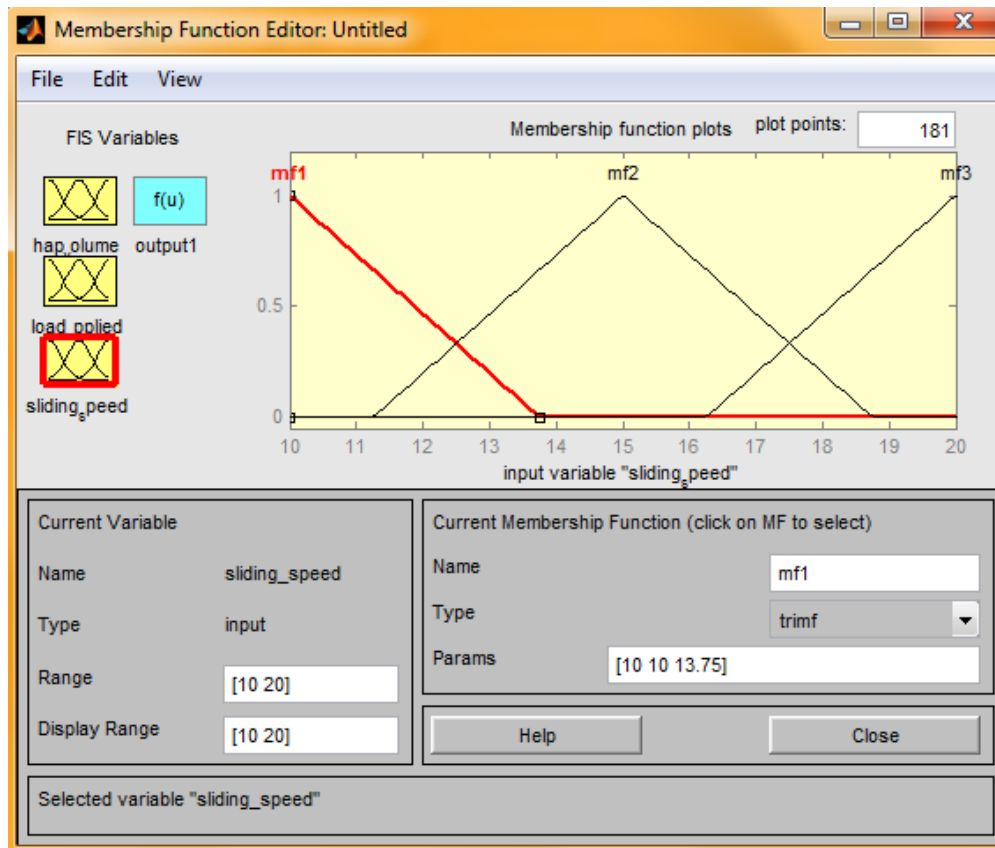 Membership Function Editor: Untitled
File Edit View
FIS Variables
Membership function plots plot points: 181
f(u)
hap_volume output1
load_pplied
sliding_speed
mf1 mf2 mf3
1
0.5
0
10 11 12 13 14 15 16 17 18 19 20
input variable "sliding_speed"
Current Variable
Name sliding_speed
Type input
Range [10 20]
Display Range [10 20]
Current Membership Function (click on MF to select)
Name mf1
Type trimf
Params [10 10 13.75]
Help Close
Selected variable "sliding_speed"